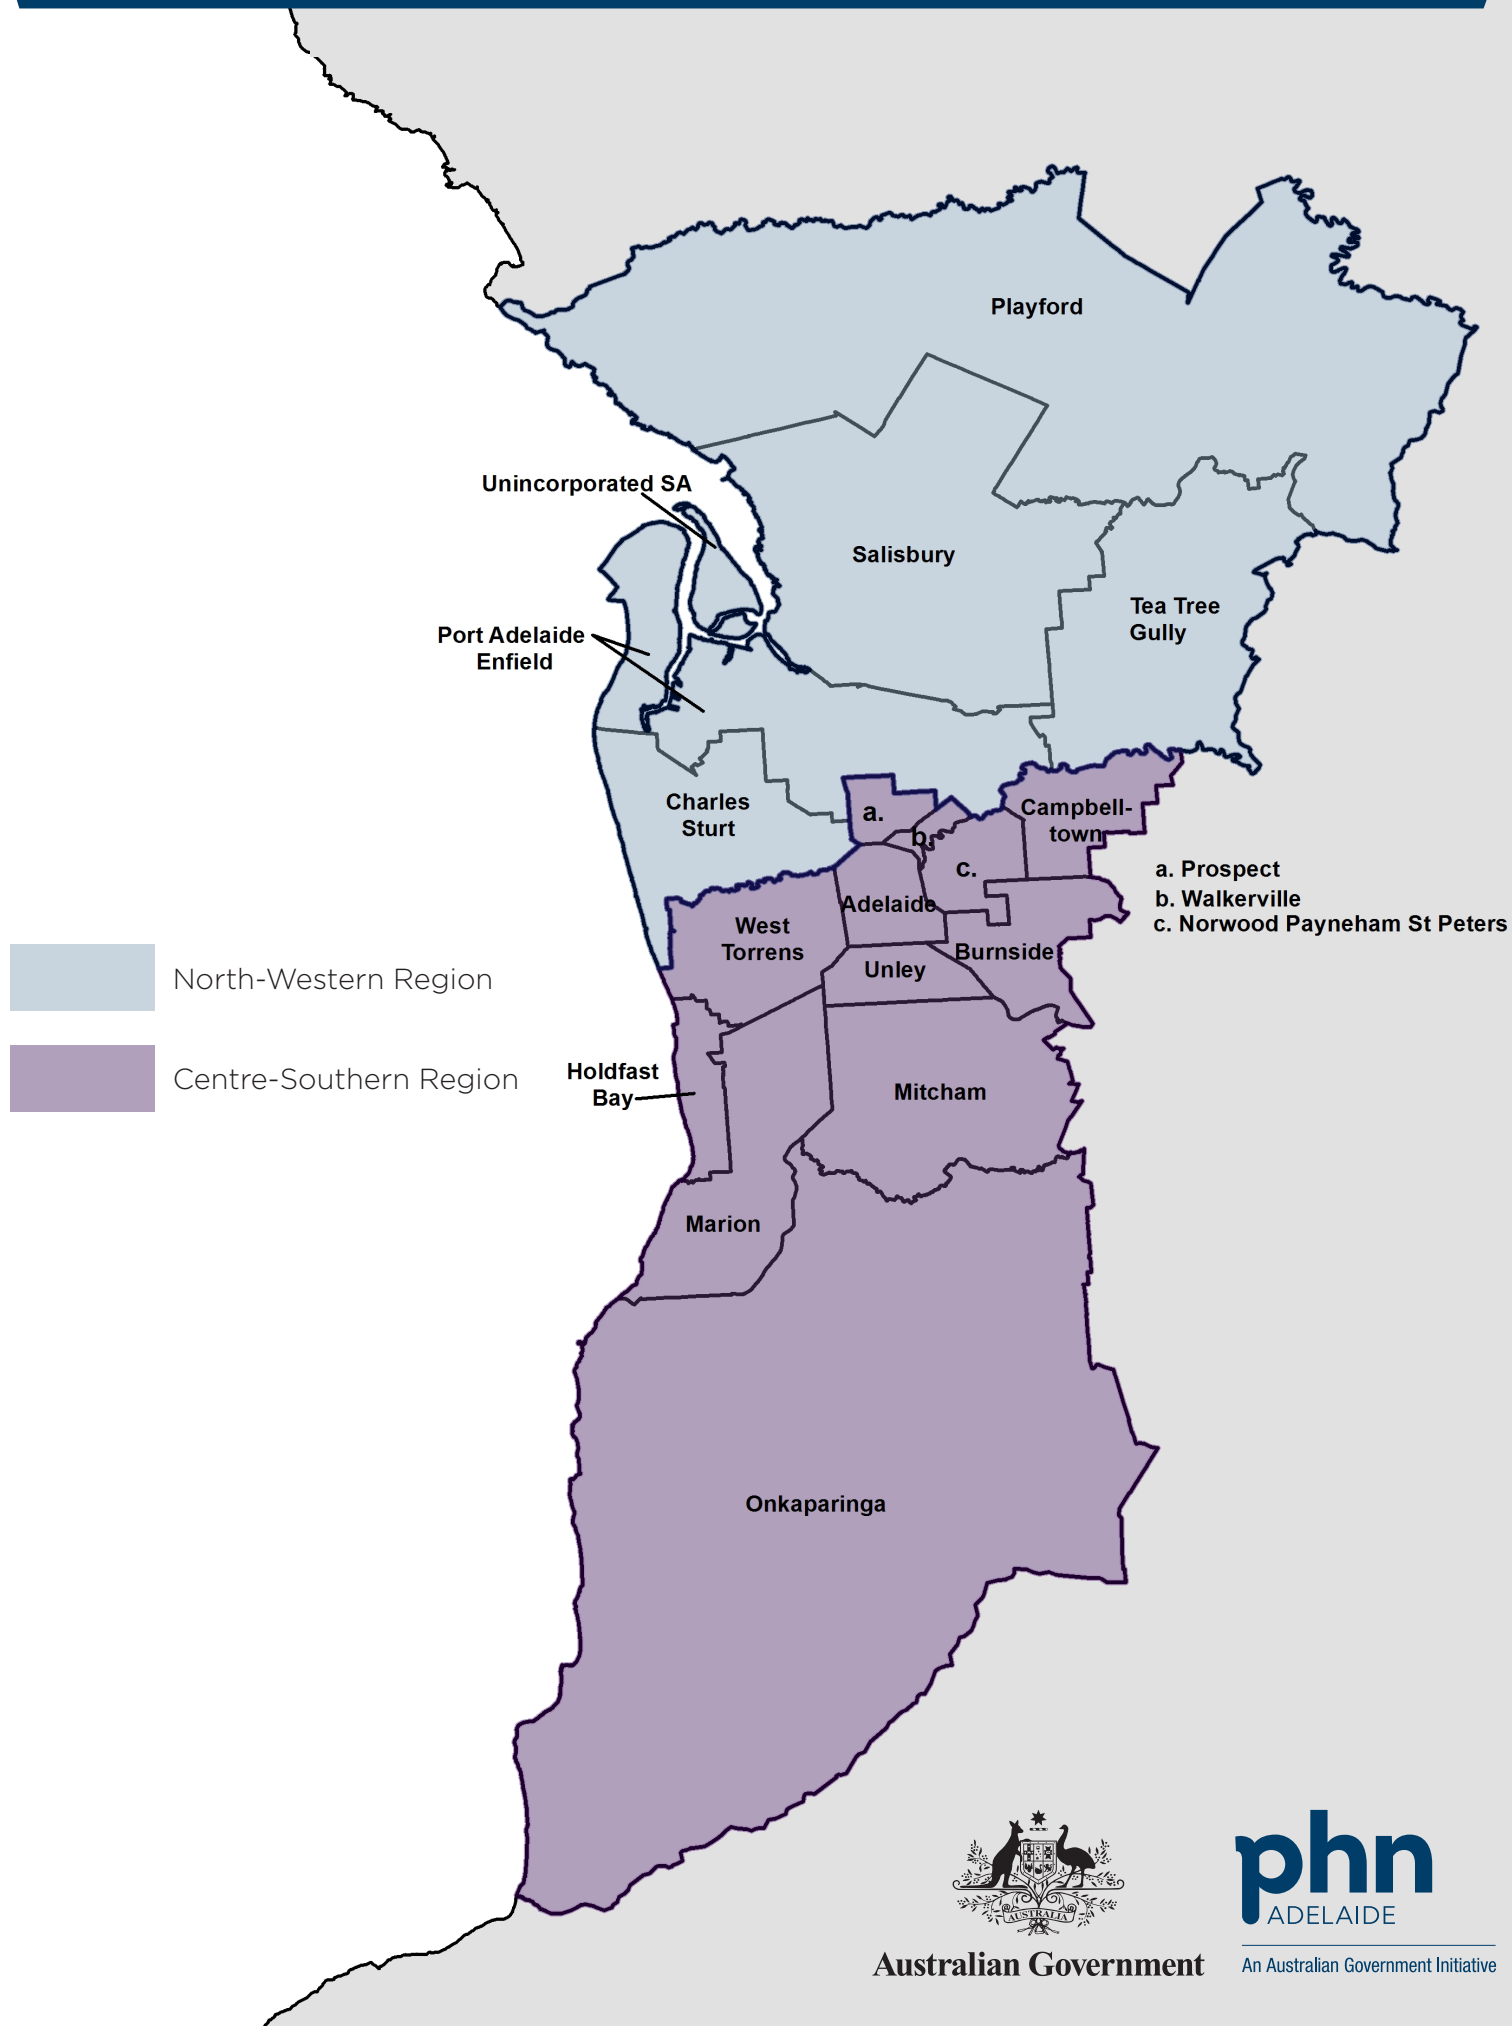 Playford
Unincorporated SA
Salisbury
Tea Tree
Gully
Port Adelaide
Enfield
Charles
Sturt
a.
b.
c.
Campbell-
town
a. Prospect
b. Walkerville
c. Norwood Payneham St Peters
Adelaide
West
Torrens
Burnside
Unley
North-Western Region
Centre-Southern Region
Holdfast
Bay
Mitcham
Marion
Onkaparinga
AUSTRALIA
Australian Government
phn
ADELAIDE
An Australian Government Initiative